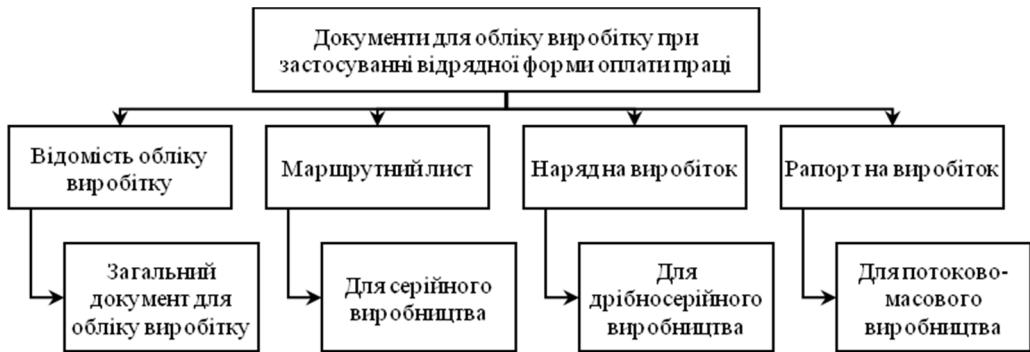 Документи для обліку виробітку при
застосуванні відрядної форми оплати праці
Відомість обліку
виробітку
Маршрутний лист
Наряд на виробіток
Рапорт на виробіток
Загальний
документ для
обліку виробітку
Для серійного
виробництва
Для
дрібносерійного
виробництва
Для потоково-
масового
виробництва